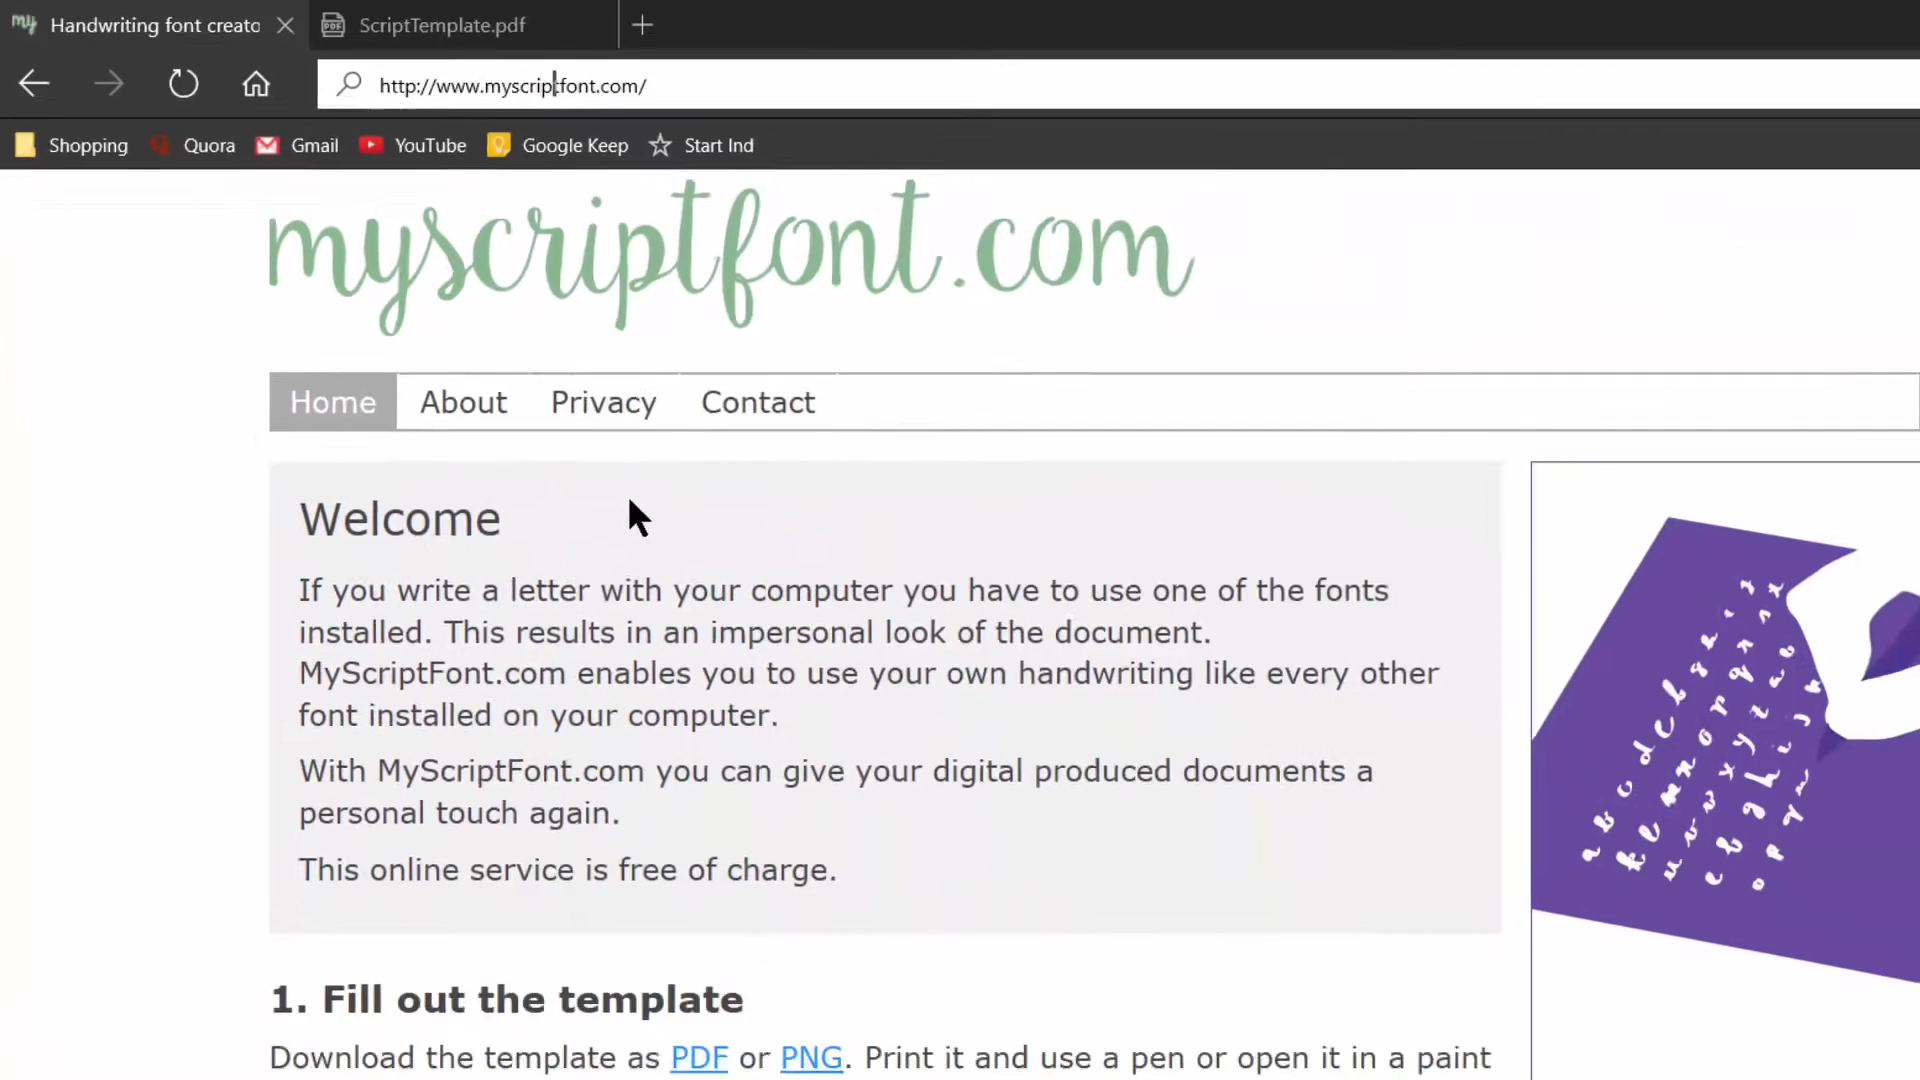 Handwriting font creato
ScriptTemplate.pdf
http://www.myscriptfont.com/
Shopping Quora Gmail YouTube Google Keep Start Ind
myscriptfont.com
Home About Privacy Contact
Welcome
If you write a letter with your computer you have to use one of the fonts
installed. This results in an impersonal look of the document.
MyScriptFont.com enables you to use your own handwriting like every other
font installed on your computer.
With MyScriptFont.com you can give your digital produced documents a
personal touch again.
This online service is free of charge.
1. Fill out the template
Download the template as PDF or PNG. Print it and use a pen or open it in a paint